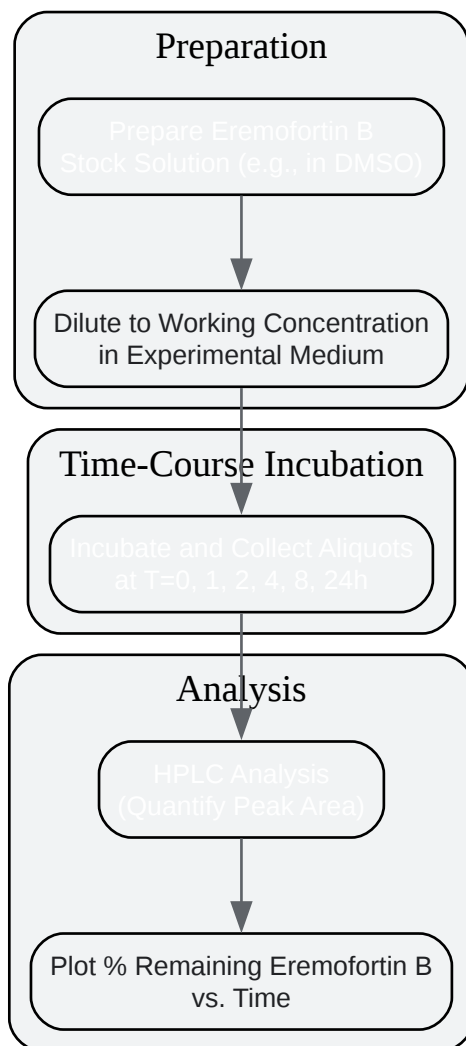 Preparation
Prepare Eremofortin B
Stock Solution (e.g., in DMSO)
Dilute to Working Concentration
in Experimental Medium
Time-Course Incubation
Incubate and Collect Aliquots
at T=0, 1, 2, 4, 8, 24h
Analysis
HPLC Analysis
(Quantify Peak Area)
Plot % Remaining Eremofortin B
vs. Time